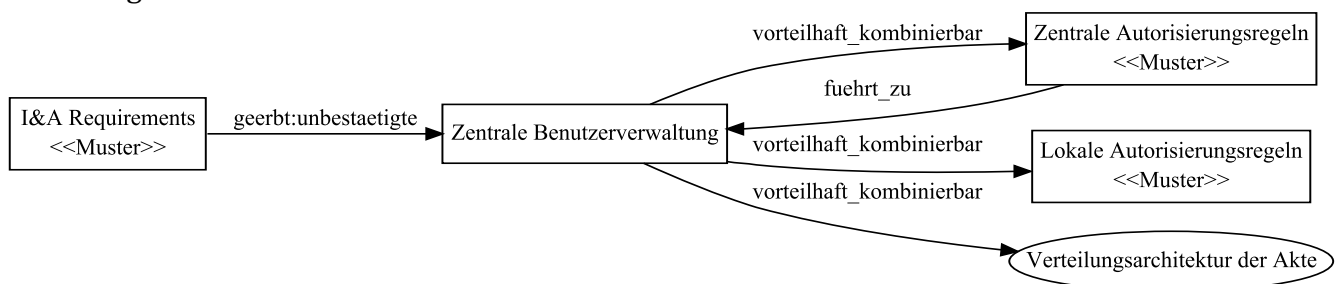 I&A Requirements
<<Muster>>
geerbt:unbestaetigte
Zentrale Benutzerverwaltung
vorteilhaft_kombinierbar
fuehrt_zu
vorteilhaft_kombinierbar
vorteilhaft_kombinierbar
Zentrale Autorisierungsregeln
<<Muster>>
Lokale Autorisierungsregeln
<<Muster>>
Verteilungsarchitektur der Akte